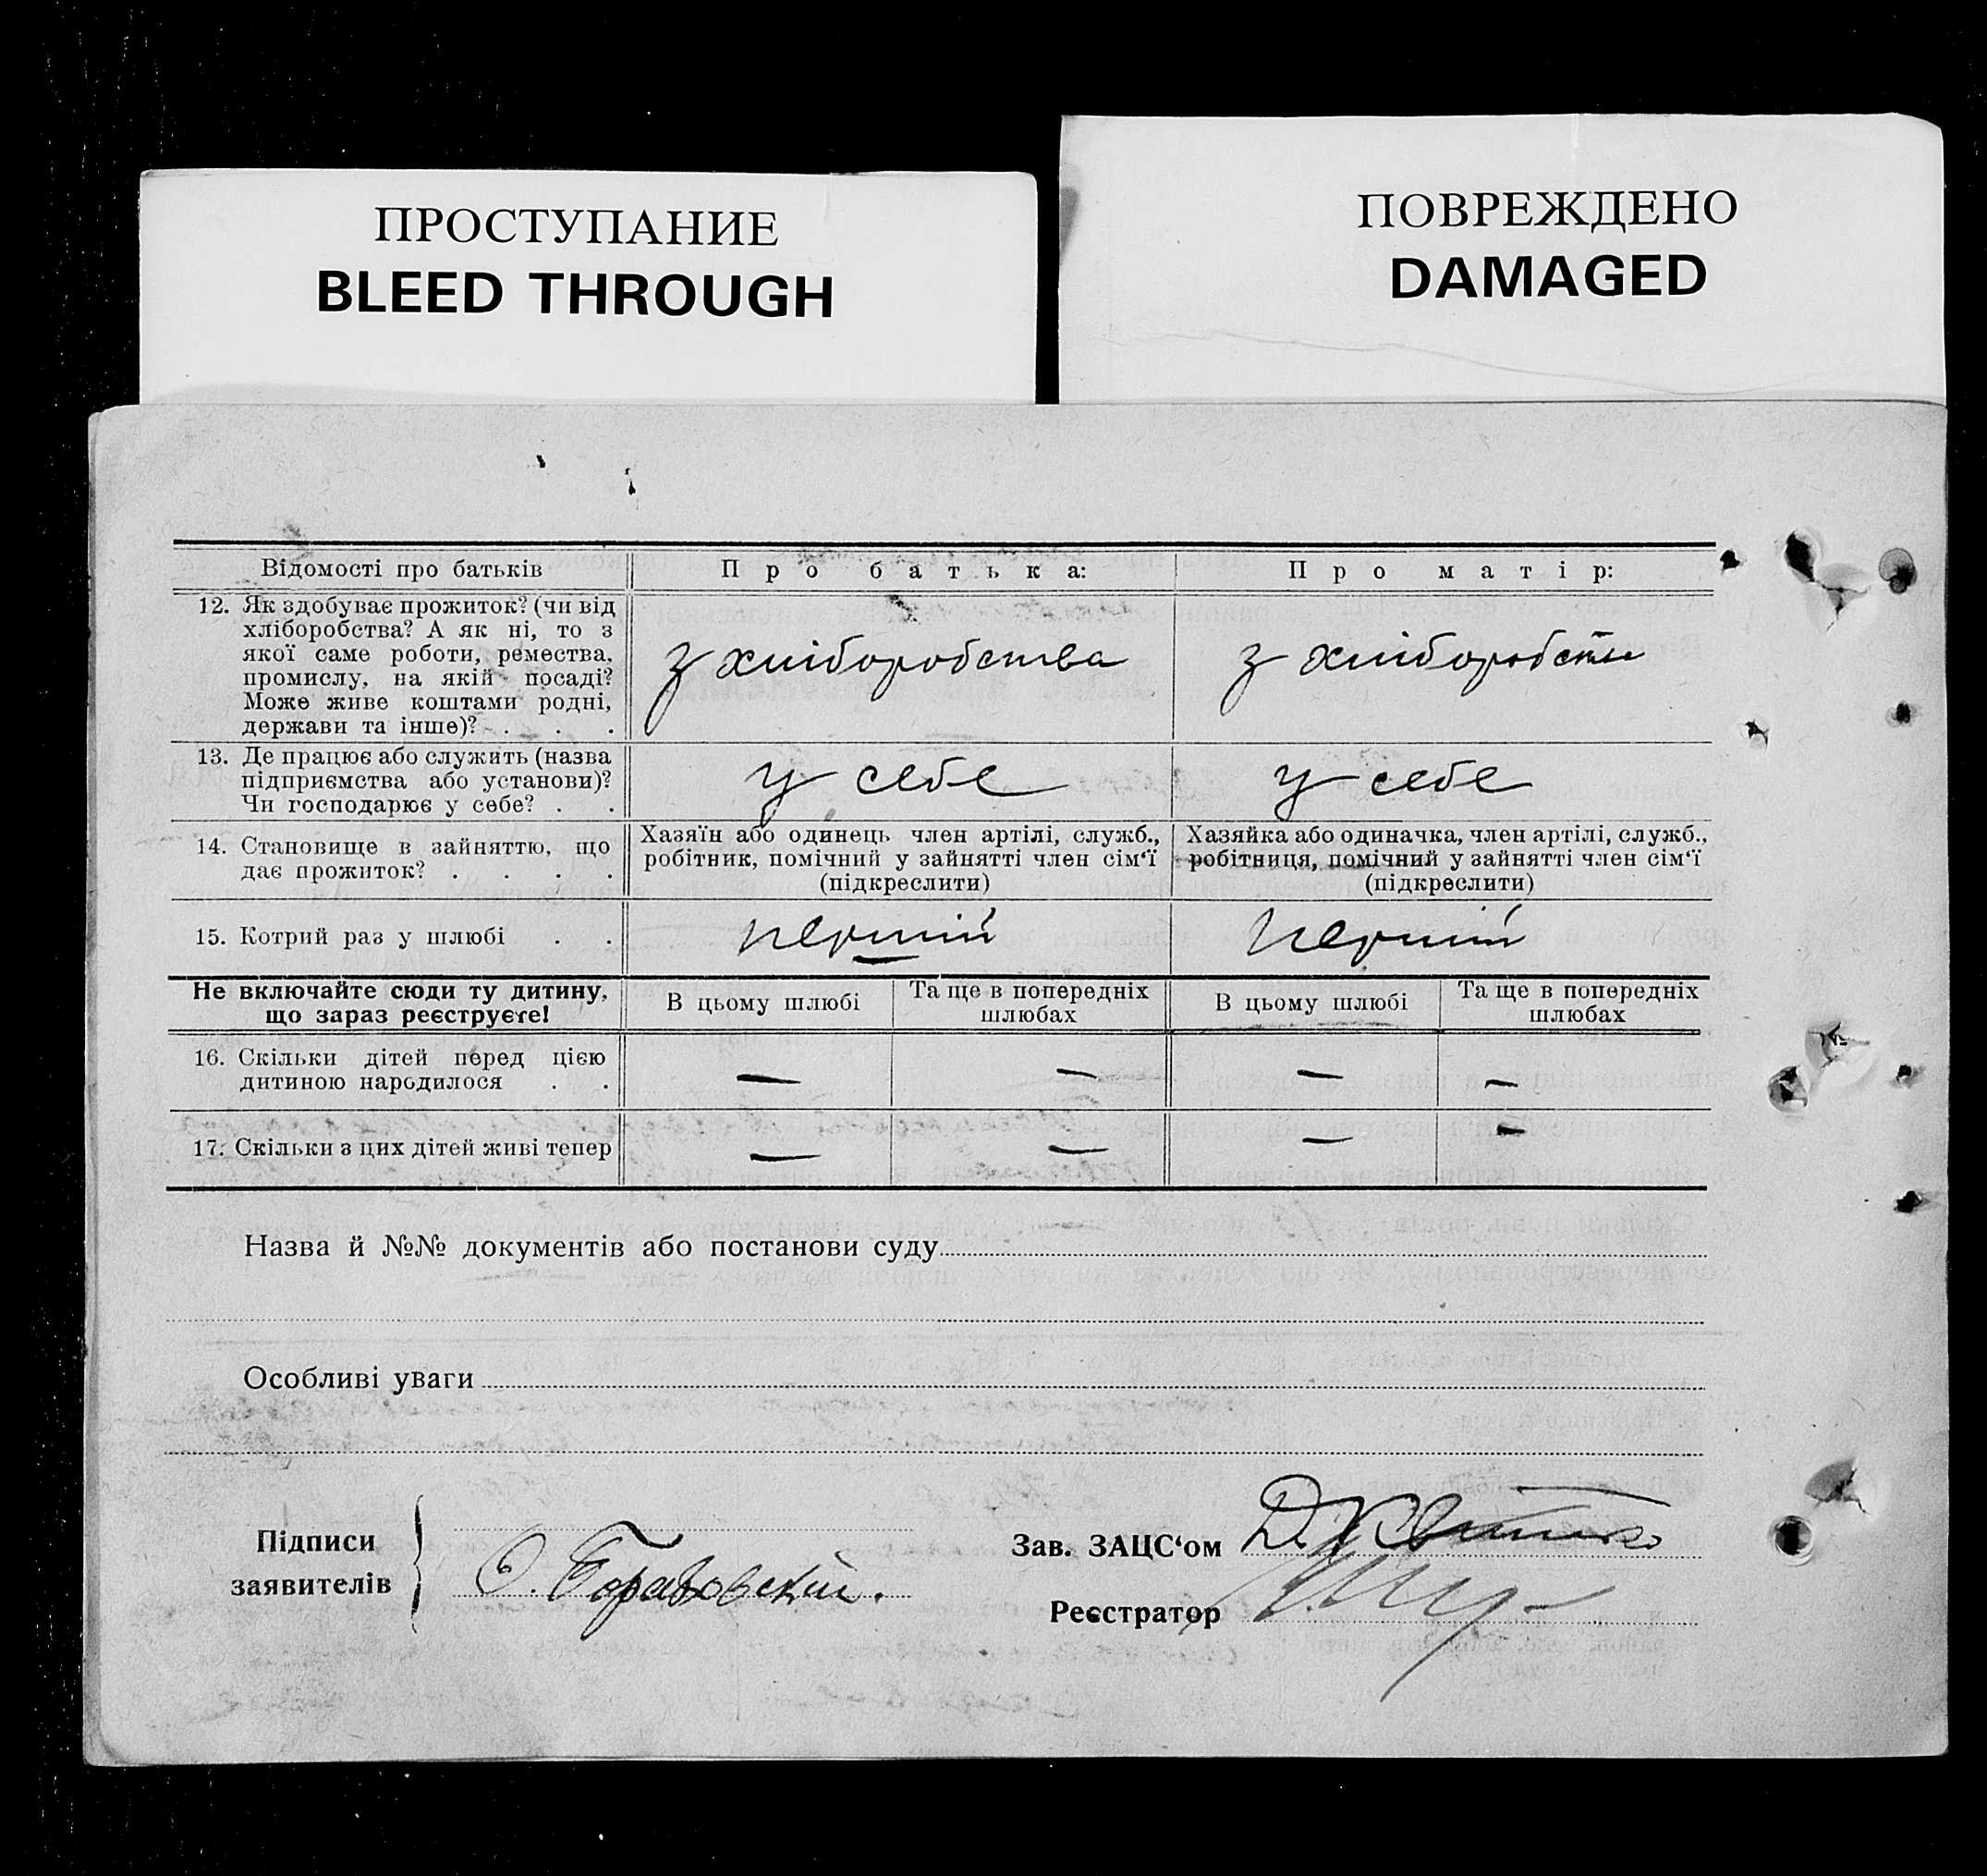 ПРОСТУПАНИЕ
BLEED THROUGH
ПОВРЕЖДЕНО
DAMAGED
Відомості про батьків Про батька: Про матір:
12. Як здобуває прожиток? (чи від
хліборобства? А як ні, то з
якої саме роботи, ремества,
промислу, на якій посаді?
Може живе коштами родні,
держави та інше)? . . .
з хліборобства
з хліборобств
13. Де працює або служить (назва
підприємства або установи)?
Чи господарює у себе? . .
у себе
у себе
14. Становище в зайняттю, що
дає прожиток? . . . .
Хазяїн або одинець член артілі, служб.,
робітник, помічний у зайнятті член сім‘ї
(підкреслити)
Хазяйка або одиначка, член артілі, служб.,
робітниця, помічний у зайнятті член сім‘ї
(підкреслити)
15. Котрий раз у шлюбі . .
перший
перший
Не включайте сюди ту дитину,
що зараз реєструєте!
В цьому шлюбі
Та ще в попередніх
шлюбах
В цьому шлюбі
Та ще в попередніх
шлюбах
16. Скільки дітей перед цією
дитиною народилося . .
— — — —
17. Скільки з цих дітей живі тепер
— — — —
Назва й №№ документів або постанови суду
Особливі уваги
Підписи
заявителів
Зав. ЗАЦС‘ом
Реєстратор